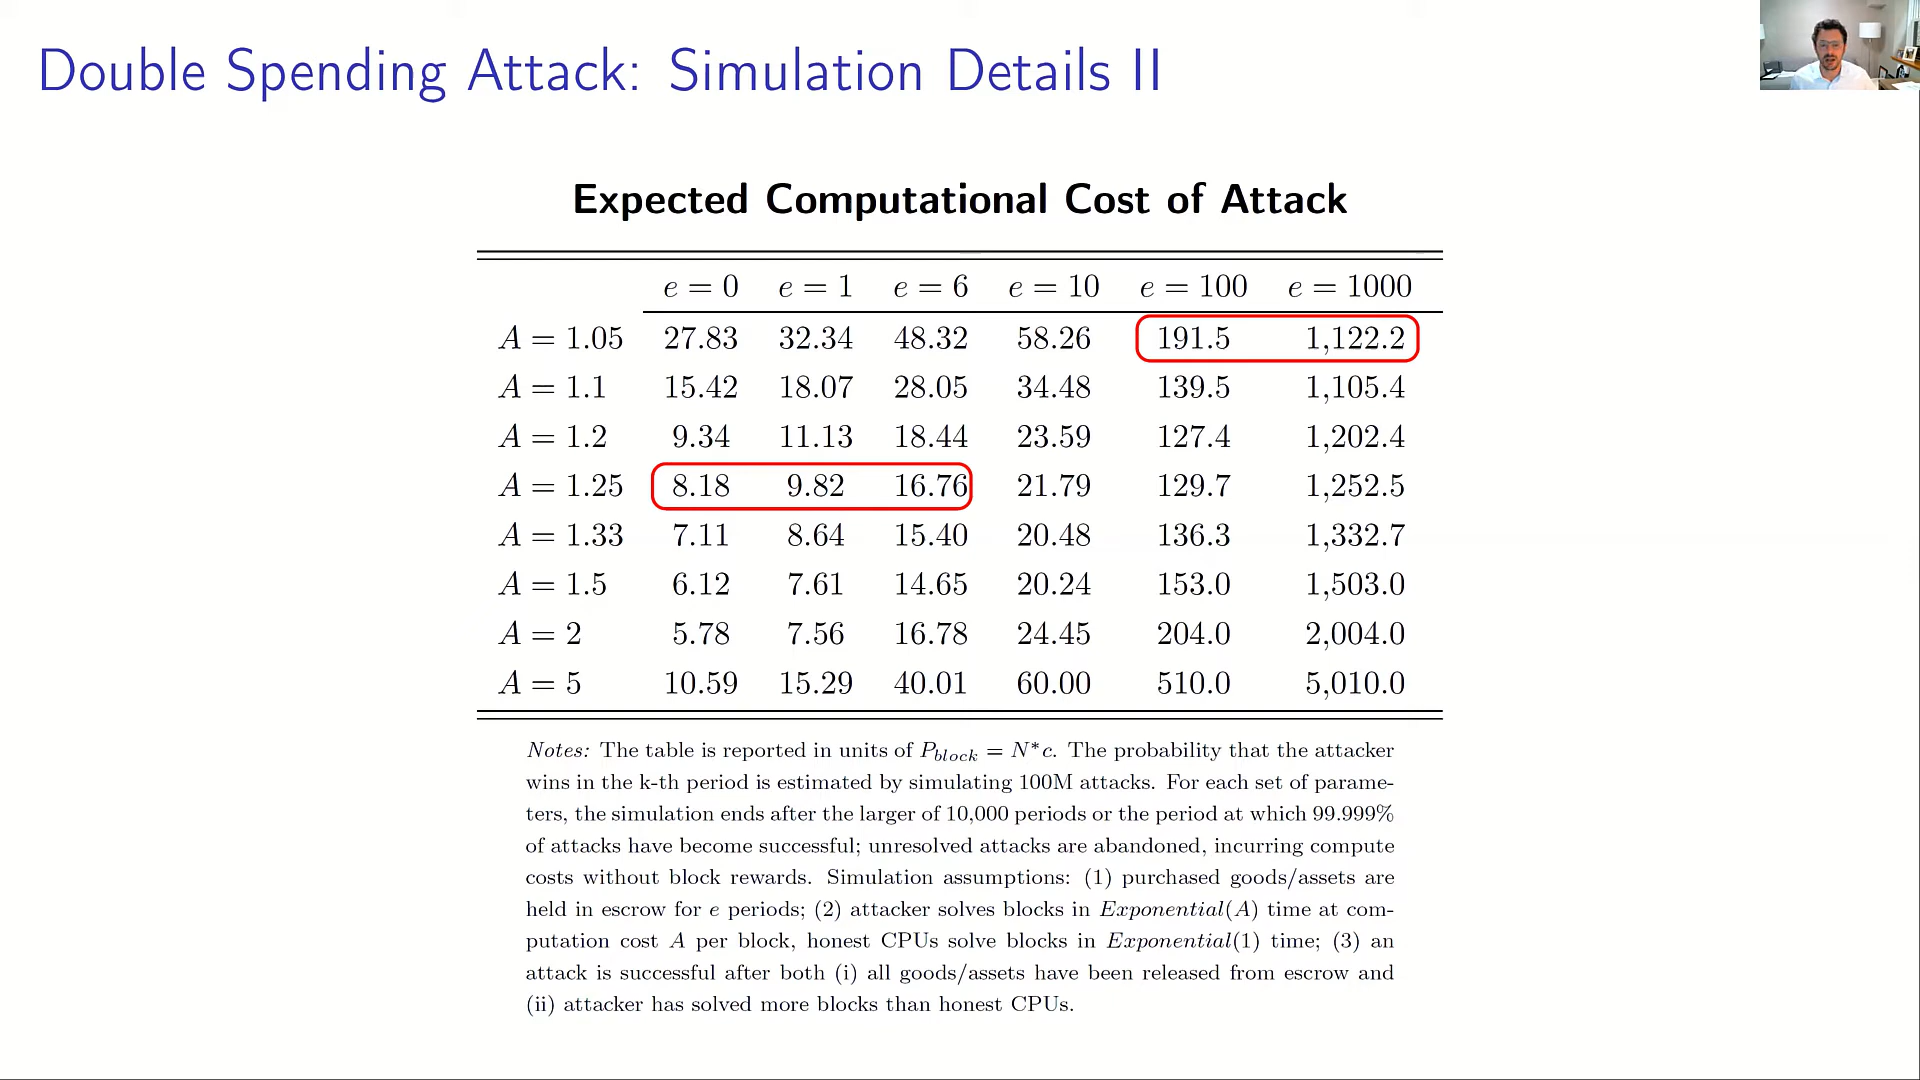 Double Spending Attack: Simulation Details II
Expected Computational Cost of Attack
e = 0 e = 1 e = 6 e = 10 e = 100 e = 1000
A = 1.05 27.83 32.34 48.32 58.26 191.5 1,122.2
A = 1.1 15.42 18.07 28.05 34.48 139.5 1,105.4
A = 1.2 9.34 11.13 18.44 23.59 127.4 1,202.4
A = 1.25 8.18 9.82 16.76 21.79 129.7 1,252.5
A = 1.33 7.11 8.64 15.40 20.48 136.3 1,332.7
A = 1.5 6.12 7.61 14.65 20.24 153.0 1,503.0
A = 2 5.78 7.56 16.78 24.45 204.0 2,004.0
A = 5 10.59 15.29 40.01 60.00 510.0 5,010.0
Notes: The table is reported in units of P_block = N*c. The probability that the attacker
wins in the k-th period is estimated by simulating 100M attacks. For each set of parame-
ters, the simulation ends after the larger of 10,000 periods or the period at which 99.999%
of attacks have become successful; unresolved attacks are abandoned, incurring compute
costs without block rewards. Simulation assumptions: (1) purchased goods/assets are
held in escrow for e periods; (2) attacker solves blocks in Exponential(A) time at com-
putation cost A per block, honest CPUs solve blocks in Exponential(1) time; (3) an
attack is successful after both (i) all goods/assets have been released from escrow and
(ii) attacker has solved more blocks than honest CPUs.